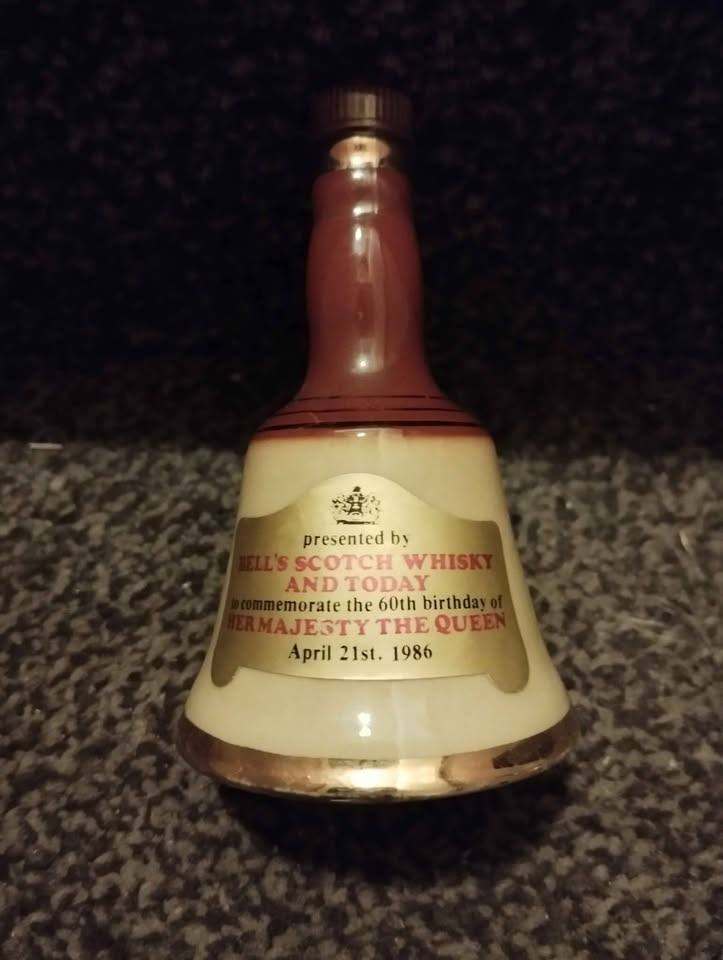 presented by
BELL'S SCOTCH WHISKY
AND TODAY
to commemorate the 60th birthday of
HER MAJESTY THE QUEEN
April 21st. 1986